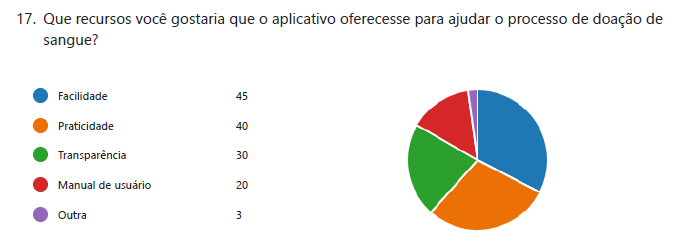 17. Que recursos você gostaria que o aplicativo oferecesse para ajudar o processo de doação de
sangue?
Facilidade 45
Praticidade 40
Transparência 30
Manual de usuário 20
Outra 3